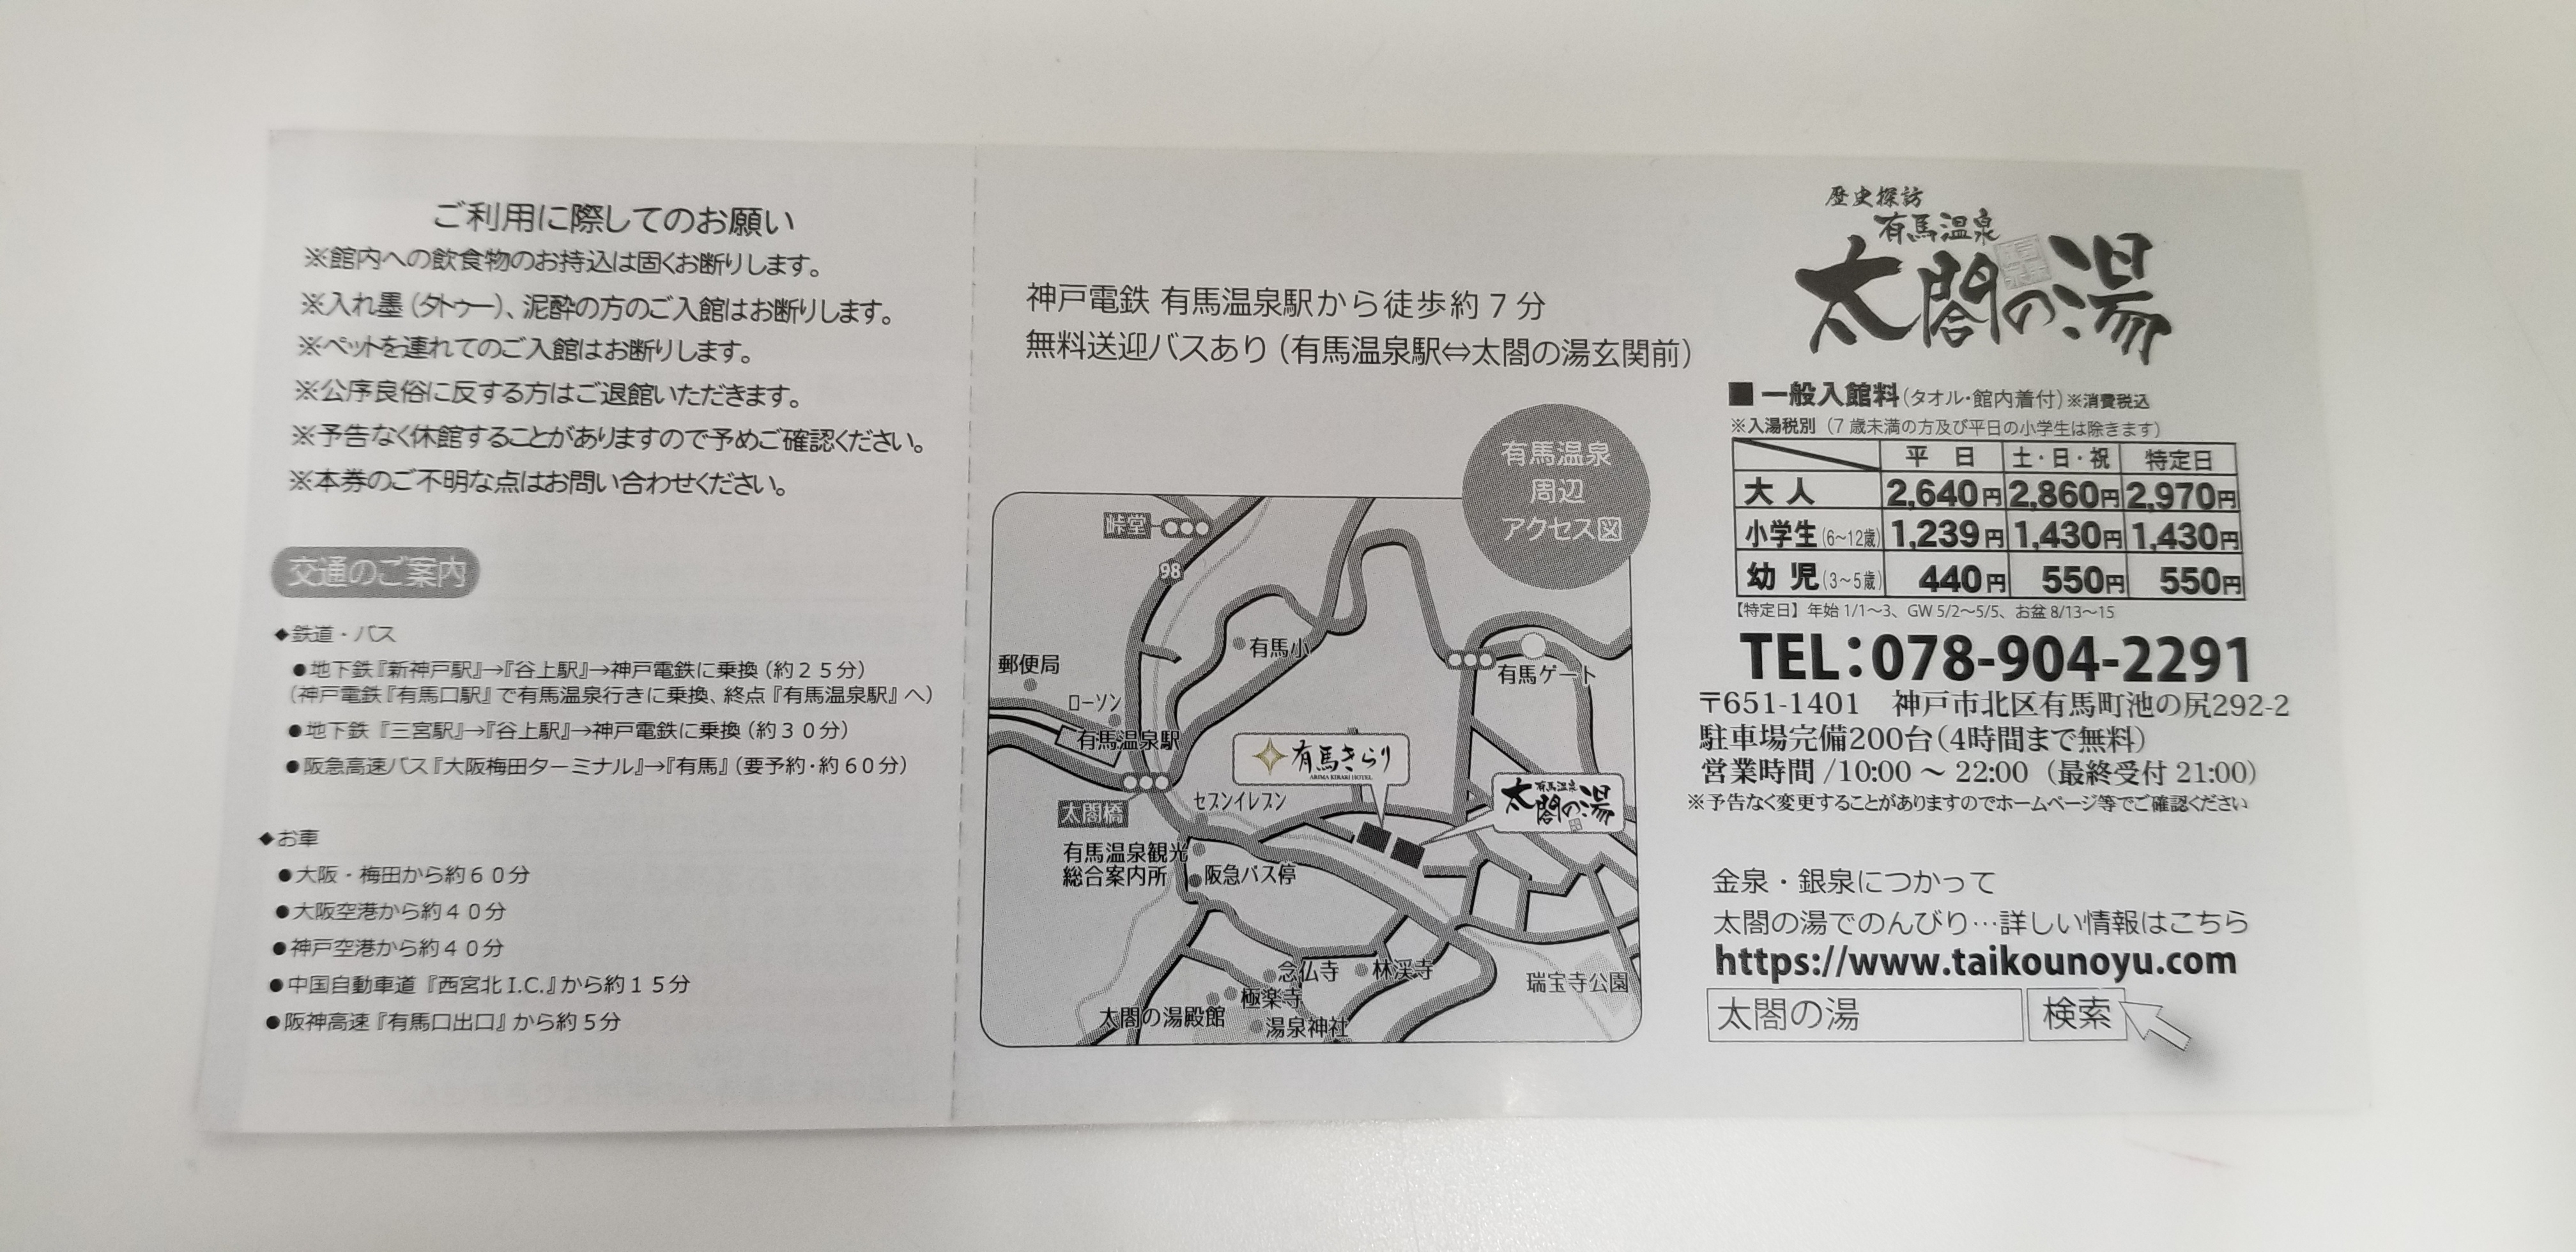 ご利用に際してのお願い
※館内への飲食物のお持込は固くお断りします。
※入れ墨（タトゥー）、泥酔の方のご入館はお断りします。
※ペットを連れてのご入館はお断りします。
※公序良俗に反する方はご退館いただきます。
※予告なく休館することがありますので予めご確認ください。
※本券のご不明な点はお問い合わせください。
交通のご案内
◆鉄道・バス
●地下鉄『新神戸駅』→『谷上駅』→神戸電鉄に乗換（約２５分）
（神戸電鉄『有馬口駅』で有馬温泉行きに乗換、終点『有馬温泉駅』へ）
●地下鉄『三宮駅』→『谷上駅』→神戸電鉄に乗換（約３０分）
●阪急高速バス『大阪梅田ターミナル』→『有馬』（要予約・約６０分）
◆お車
●大阪・梅田から約６０分
●大阪空港から約４０分
●神戸空港から約４０分
●中国自動車道『西宮北I.C.』から約１５分
●阪神高速『有馬口出口』から約５分
神戸電鉄 有馬温泉駅から徒歩約７分
無料送迎バスあり（有馬温泉駅⇔太閤の湯玄関前）
有馬温泉
周辺
アクセス図
峠堂
98
有馬小
郵便局
有馬ゲート
ローソン
有馬温泉駅
有馬きらり
ARIMA KIRARI HOTEL
有馬温泉
太閤の湯
セブンイレブン
太閤橋
有馬温泉観光
総合案内所
阪急バス停
念仏寺
林渓寺
瑞宝寺公園
極楽寺
太閤の湯殿館
湯泉神社
歴史探訪
有馬温泉
太閤の湯
■一般入館料（タオル・館内着付）※消費税込
※入湯税別（7歳未満の方及び平日の小学生は除きます）
平日 土・日・祝 特定日
大人 2,640円 2,860円 2,970円
小学生（6～12歳） 1,239円 1,430円 1,430円
幼児（3～5歳） 440円 550円 550円
【特定日】年始 1/1～3、GW 5/2～5/5、お盆 8/13～15
TEL：078-904-2291
〒651-1401　神戸市北区有馬町池の尻292-2
駐車場完備200台（4時間まで無料）
営業時間 /10:00 ～ 22:00（最終受付 21:00）
※予告なく変更することがありますのでホームページ等でご確認ください
金泉・銀泉につかって
太閤の湯でのんびり…詳しい情報はこちら
https://www.taikounoyu.com
太閤の湯 検索